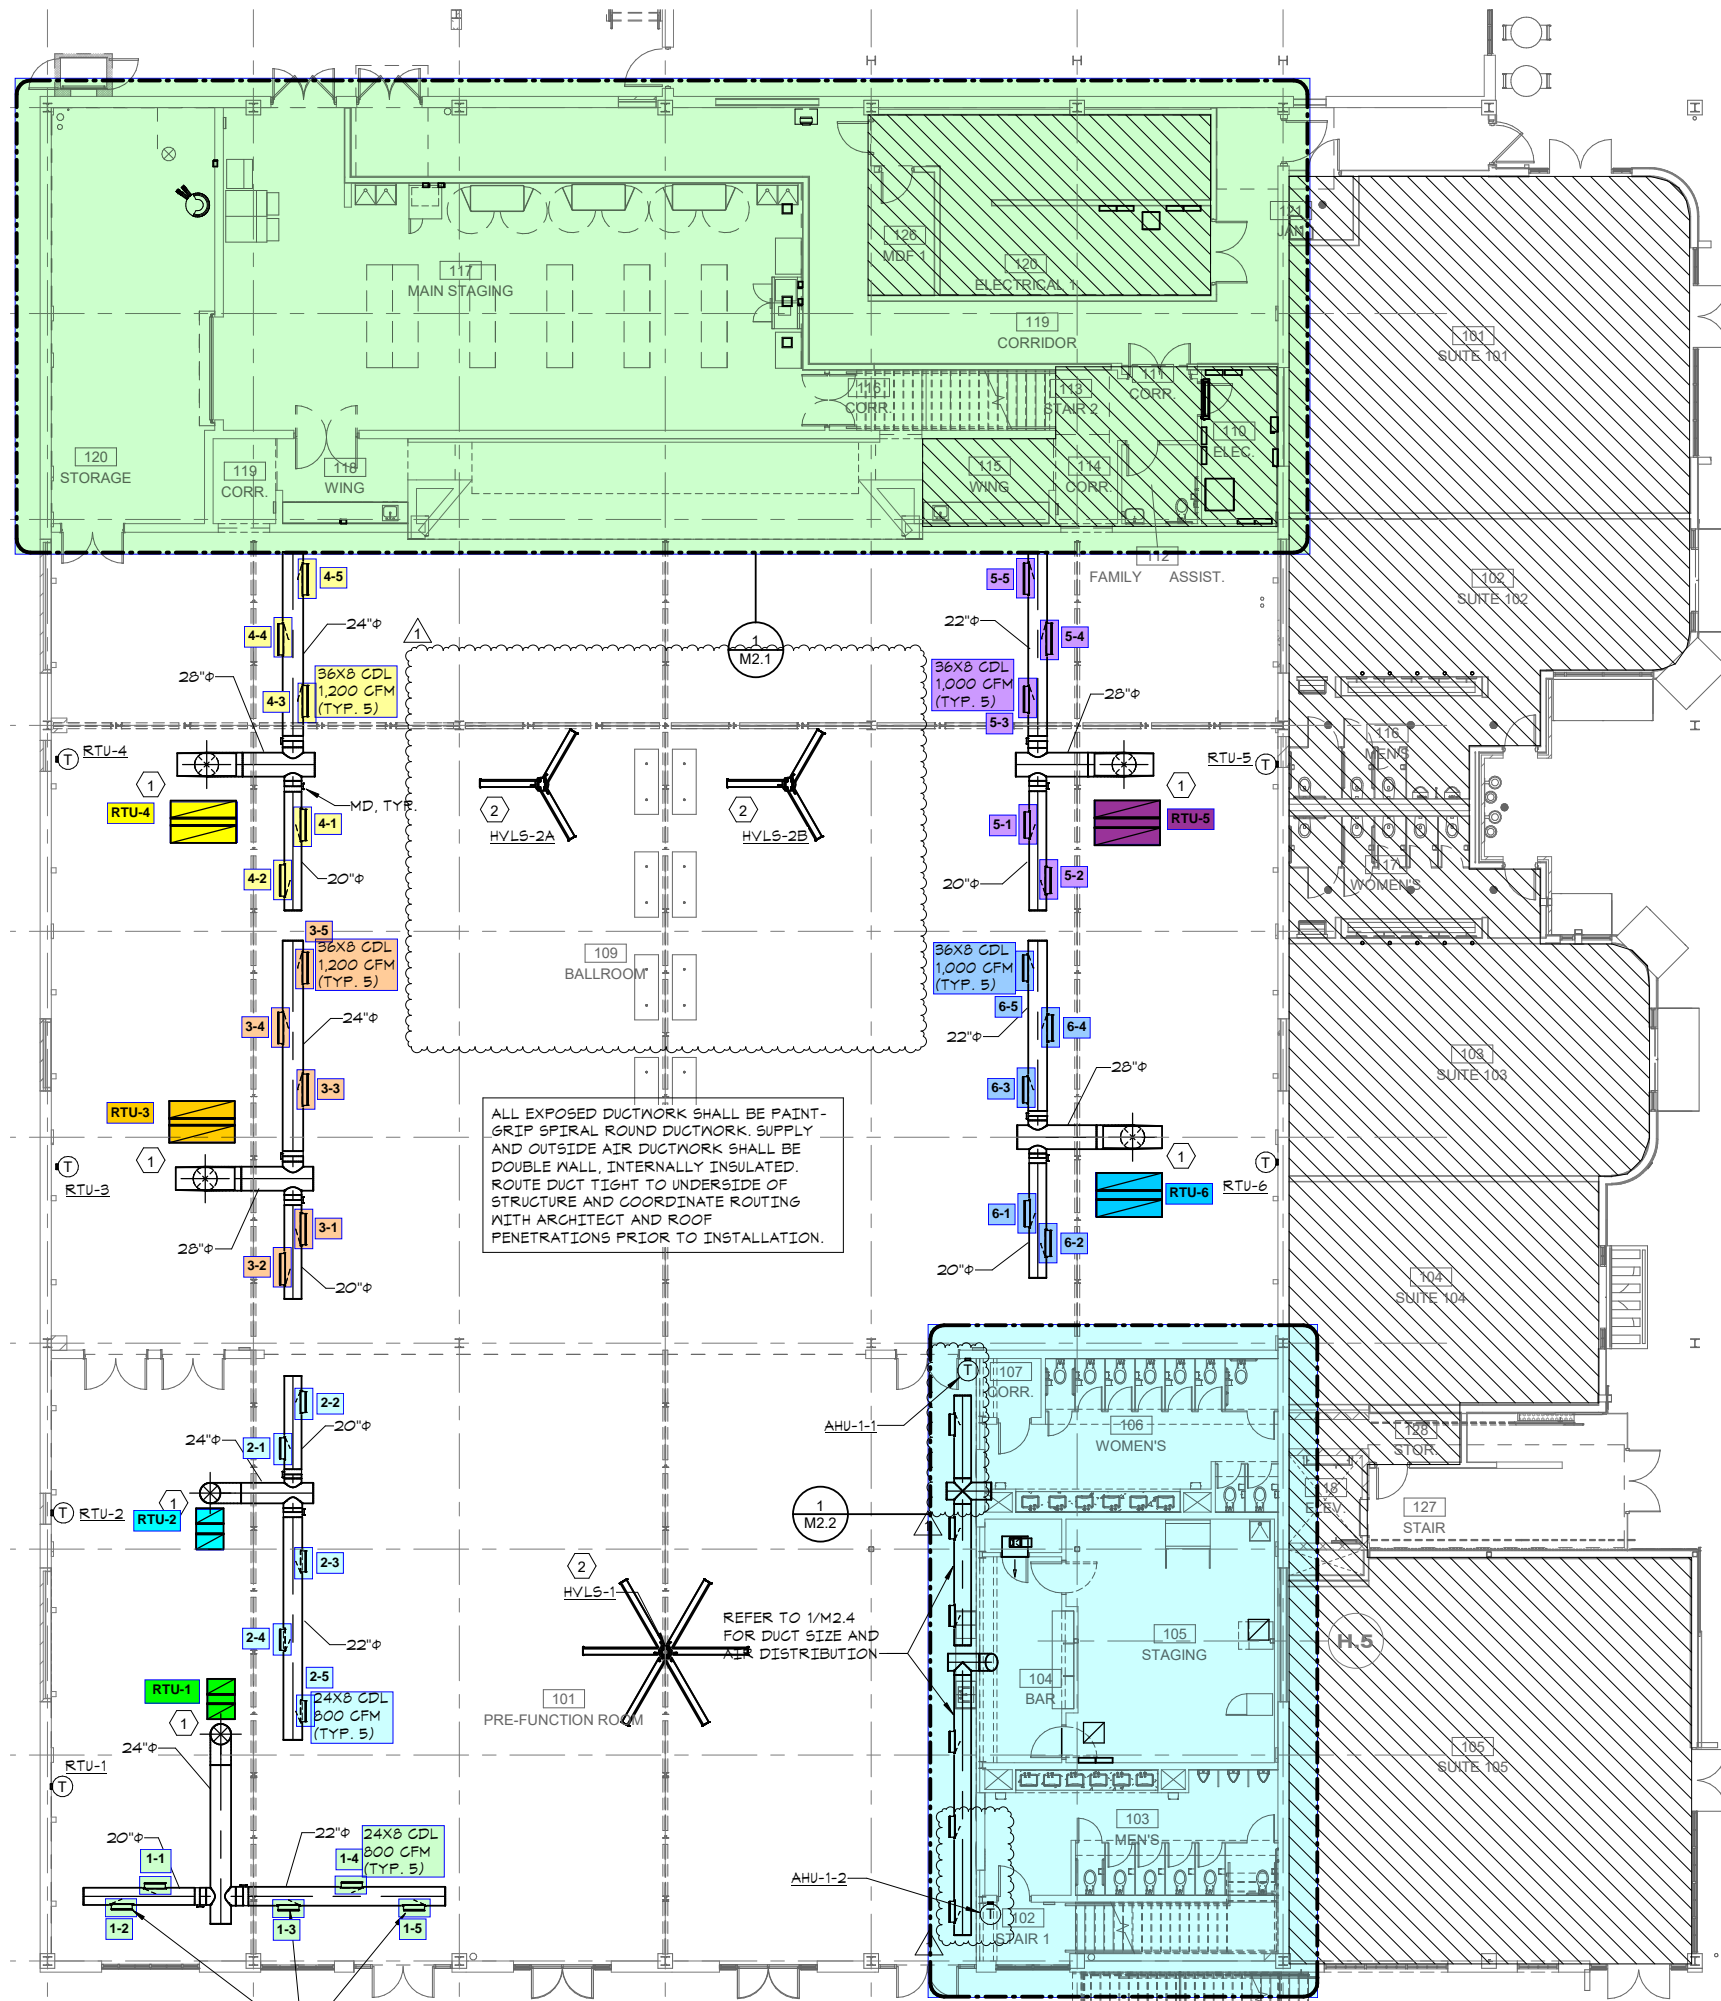 121
JAN.
126
MDF 1
120
ELECTRICAL 1
117
MAIN STAGING
119
CORRIDOR
101
SUITE 101
116
CORR.
113
STAIR 2
111
CORR.
110
ELEC.
120
STORAGE
119
CORR.
118
WING
115
WING
114
CORR.
112
FAMILY ASSIST.
102
SUITE 102
4-5
5-5
4-4
24"Φ
1
1
M2.1
22"Φ
5-4
28"Φ
36X8 CDL
1,200 CFM
(TYP. 5)
4-3
36X8 CDL
1,000 CFM
(TYP. 5)
5-3
28"Φ
116
MEN'S
T
RTU-4
RTU-5
T
1
1
MD, TYP.
RTU-4
4-1
2
HVLS-2A
2
HVLS-2B
5-1
RTU-5
4-2
20"Φ
20"Φ
5-2
117
WOMEN'S
3-5
36X8 CDL
1,200 CFM
(TYP. 5)
109
BALLROOM
36X8 CDL
1,000 CFM
(TYP. 5)
6-5
3-4
24"Φ
22"Φ
6-4
103
SUITE 103
3-3
6-3
28"Φ
RTU-3
1
T
RTU-3
ALL EXPOSED DUCTWORK SHALL BE PAINT-
GRIP SPIRAL ROUND DUCTWORK. SUPPLY
AND OUTSIDE AIR DUCTWORK SHALL BE
DOUBLE WALL, INTERNALLY INSULATED.
ROUTE DUCT TIGHT TO UNDERSIDE OF
STRUCTURE AND COORDINATE ROUTING
WITH ARCHITECT AND ROOF
PENETRATIONS PRIOR TO INSTALLATION.
1
T
RTU-6
RTU-6
3-1
28"Φ
3-2
20"Φ
6-1
6-2
20"Φ
104
SUITE 104
T
107
CORR.
2-2
20"Φ
24"Φ
2-1
AHU-1-1
106
WOMEN'S
128
STOR.
1
T
RTU-2
RTU-2
1
M2.2
118
ELEV.
127
STAIR
2-3
2
HVLS-1
2-4
22"Φ
REFER TO 1/M2.4
FOR DUCT SIZE AND
AIR DISTRIBUTION
105
STAGING
H.5
2-5
24X8 CDL
800 CFM
(TYP. 5)
104
BAR
RTU-1
1
101
PRE-FUNCTION ROOM
24"Φ
RTU-1
T
105
SUITE 105
20"Φ
22"Φ
24X8 CDL
800 CFM
(TYP. 5)
1-1
1-4
103
MEN'S
AHU-1-2
T
1-2
1-3
1-5
102
STAIR 1